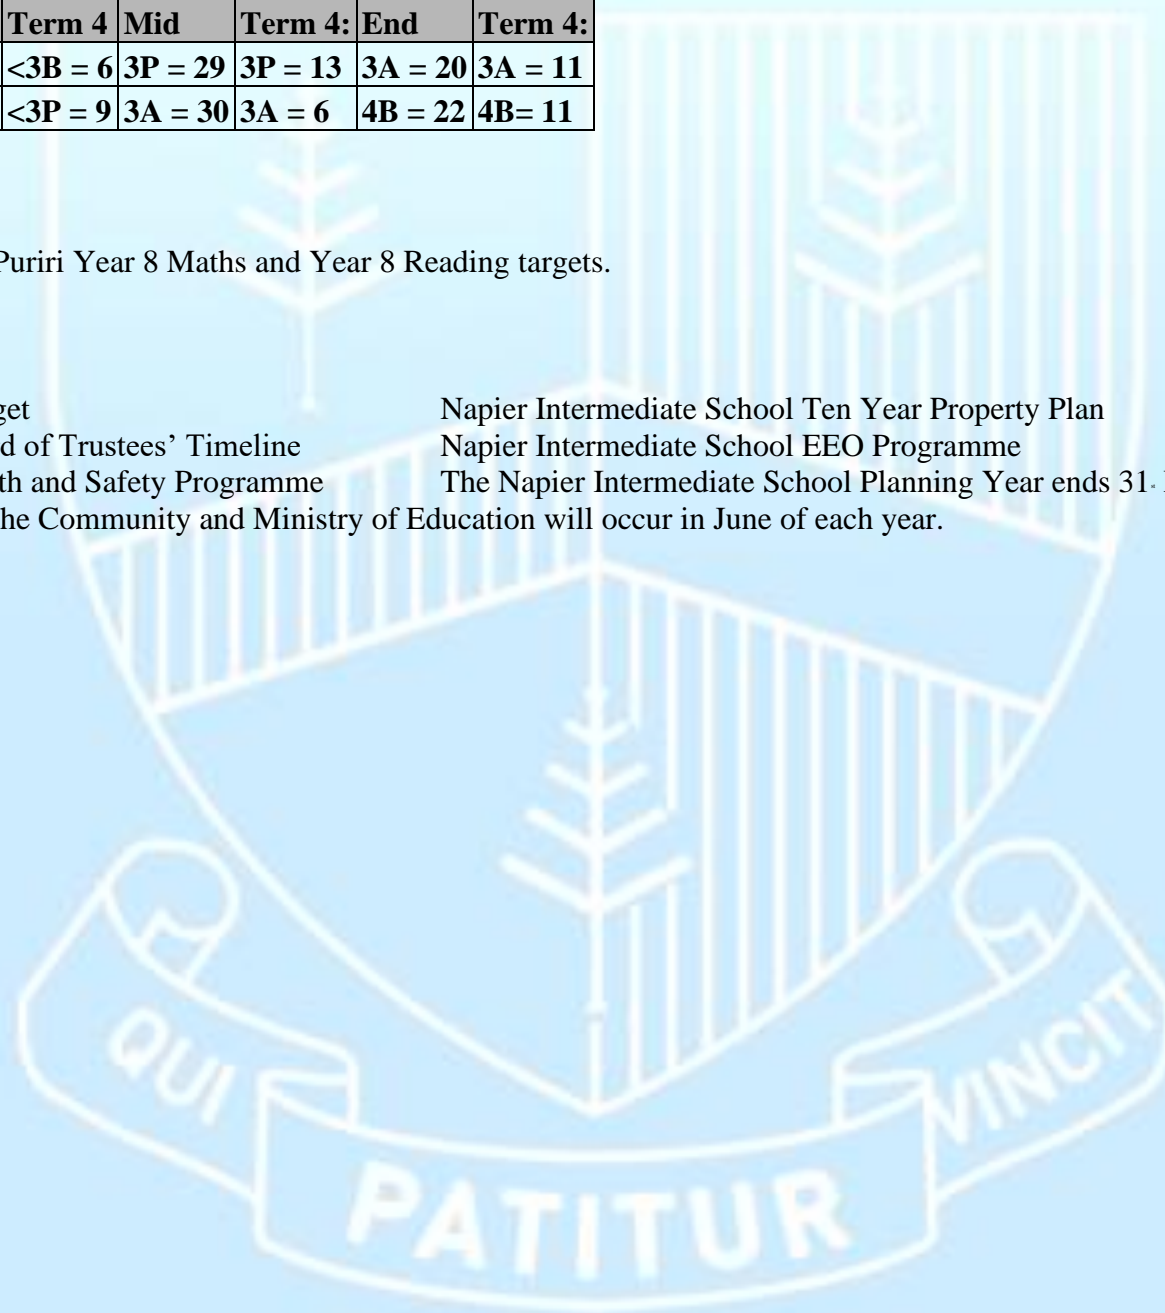 Term 4 Mid Term 4: End Term 4:
<3B = 6 3P = 29 3P = 13 3A = 20 3A = 11
<3P = 9 3A = 30 3A = 6 4B = 22 4B= 11
Puriri Year 8 Maths and Year 8 Reading targets.
get Napier Intermediate School Ten Year Property Plan
d of Trustees’ Timeline Napier Intermediate School EEO Programme
th and Safety Programme The Napier Intermediate School Planning Year ends 31
he Community and Ministry of Education will occur in June of each year.
QUI PATITUR VINCIT